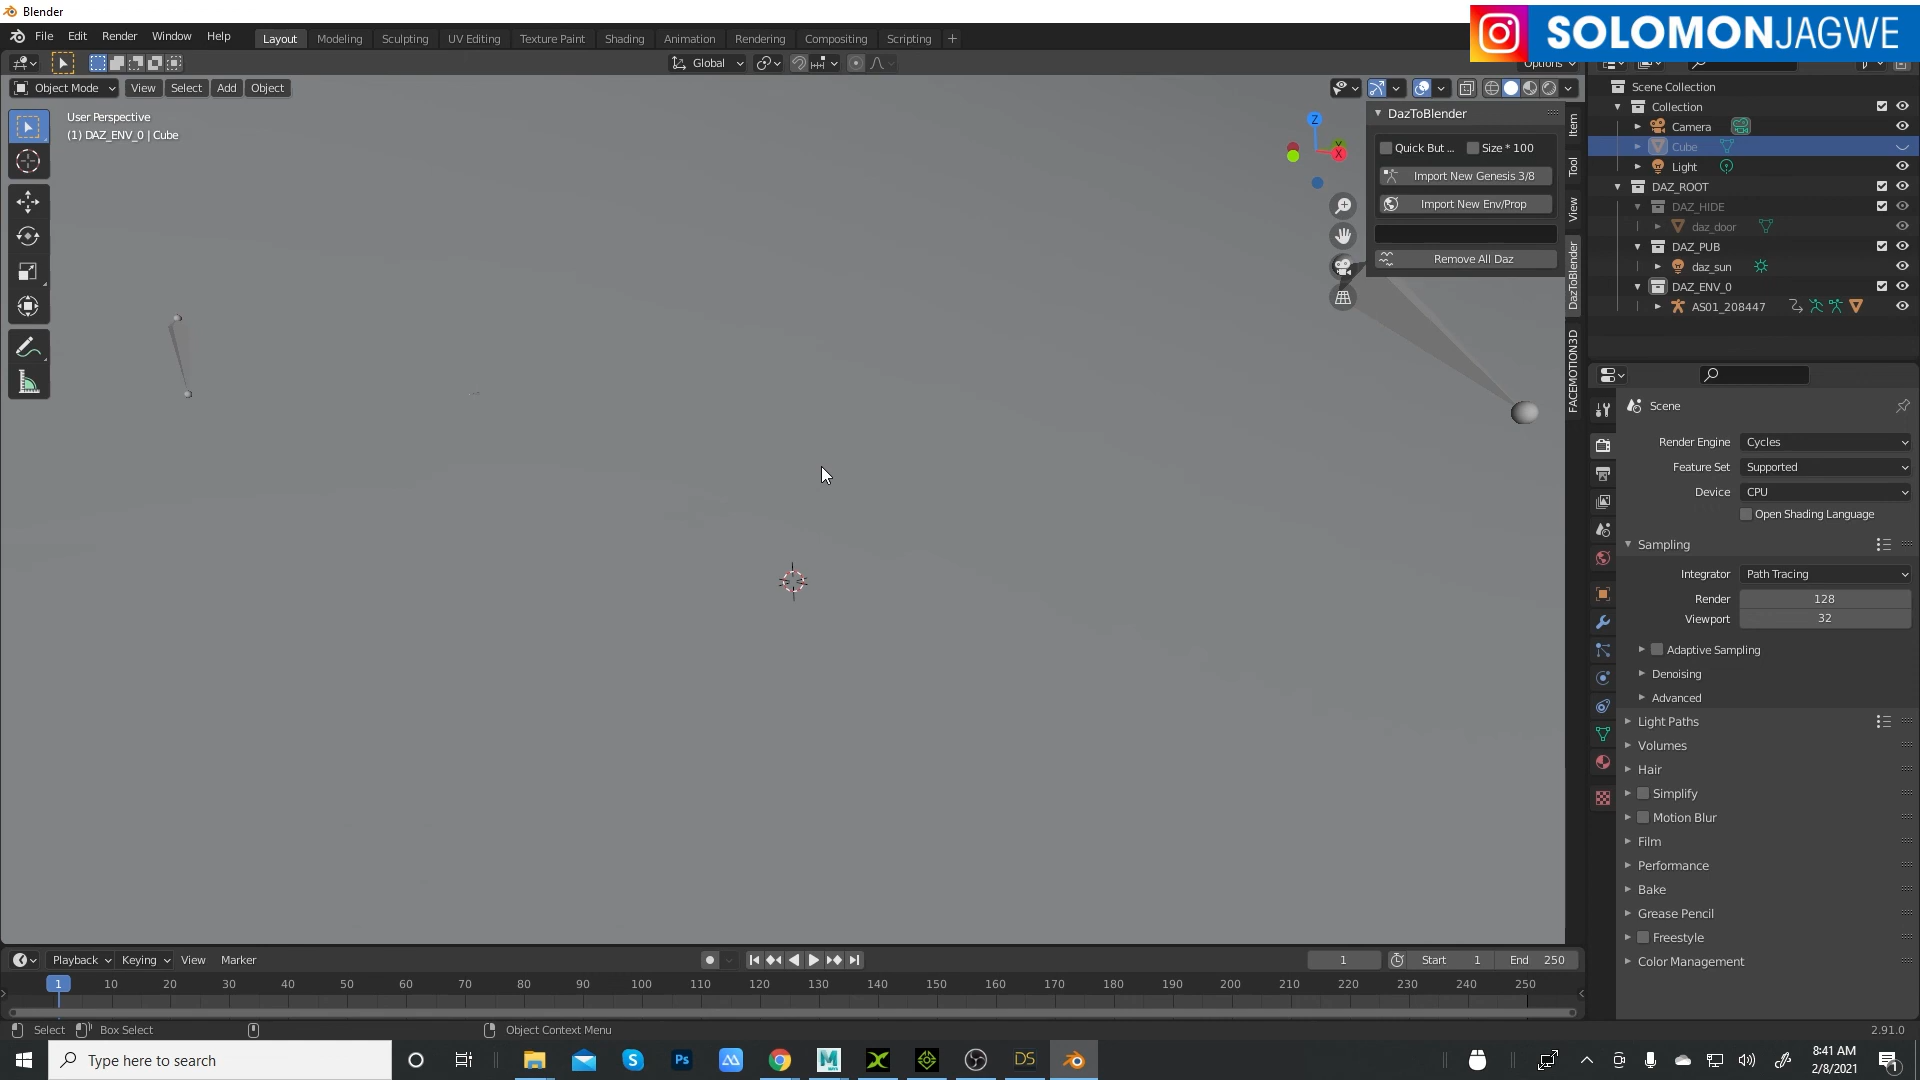 Blender
SOLOMONJAGWE
File Edit Render Window Help
Layout Modeling Sculpting UV Editing Texture Paint Shading Animation Rendering Compositing Scripting +
Global
Options
Object Mode View Select Add Object
User Perspective
(1) DAZ_ENV_0 | Cube
Z
X
DazToBlender
Quick But ... Size * 100
Import New Genesis 3/8
Import New Env/Prop
Remove All Daz
Item
Tool
View
DazToBlender
FACEMOTION3D
Scene Collection
Collection
Camera
Cube
Light
DAZ_ROOT
DAZ_HIDE
daz_door
DAZ_PUB
daz_sun
DAZ_ENV_0
AS01_208447
Scene
Render Engine Cycles
Feature Set Supported
Device CPU
Open Shading Language
Sampling
Integrator Path Tracing
Render 128
Viewport 32
Adaptive Sampling
Denoising
Advanced
Light Paths
Volumes
Hair
Simplify
Motion Blur
Film
Performance
Bake
Grease Pencil
Freestyle
Color Management
Playback Keying View Marker
1 Start 1 End 250
1 10 20 30 40 50 60 70 80 90 100 110 120 130 140 150 160 170 180 190 200 210 220 230 240 250
Select Box Select Object Context Menu 2.91.0
Type here to search
Ps
DS
8:41 AM
2/8/2021
1